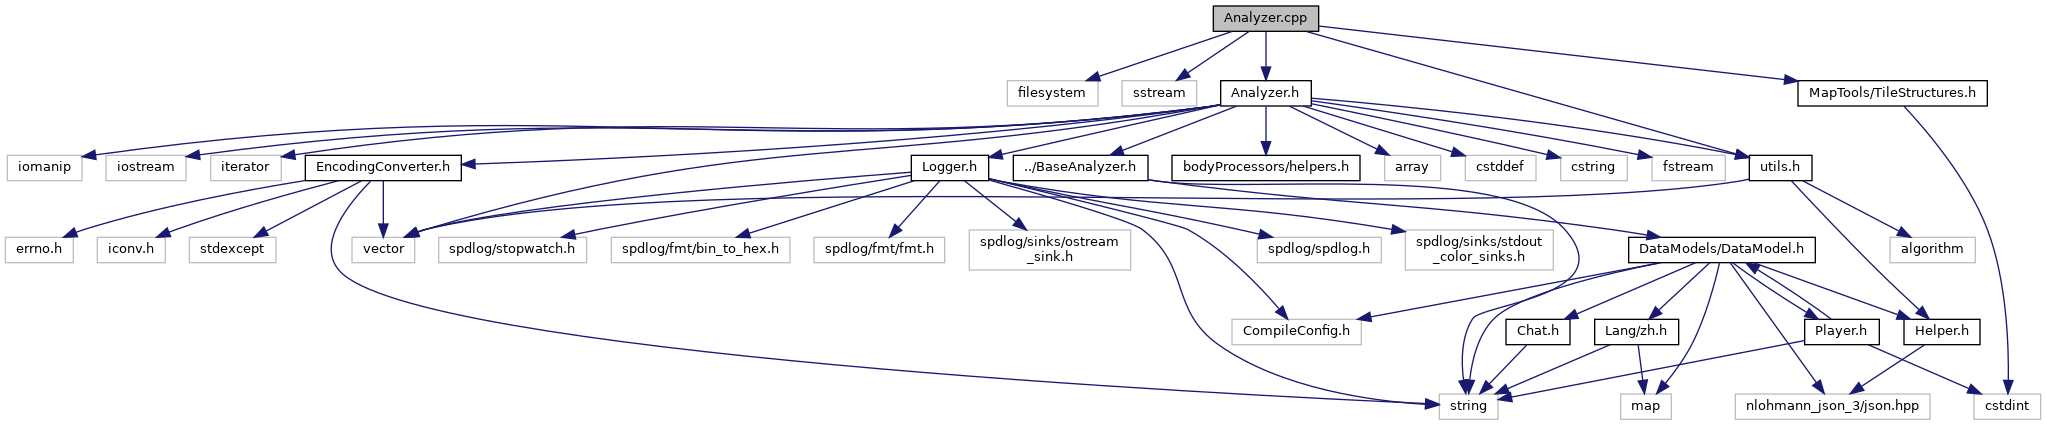 Analyzer.cpp
filesystem
sstream
Analyzer.h
MapTools/TileStructures.h
iomanip
iostream
iterator
EncodingConverter.h
Logger.h
../BaseAnalyzer.h
bodyProcessors/helpers.h
array
cstddef
cstring
fstream
utils.h
errno.h
iconv.h
stdexcept
vector
spdlog/stopwatch.h
spdlog/fmt/bin_to_hex.h
spdlog/fmt/fmt.h
spdlog/sinks/ostream
_sink.h
spdlog/spdlog.h
spdlog/sinks/stdout
_color_sinks.h
DataModels/DataModel.h
algorithm
CompileConfig.h
Chat.h
Lang/zh.h
Player.h
Helper.h
string
map
nlohmann_json_3/json.hpp
cstdint